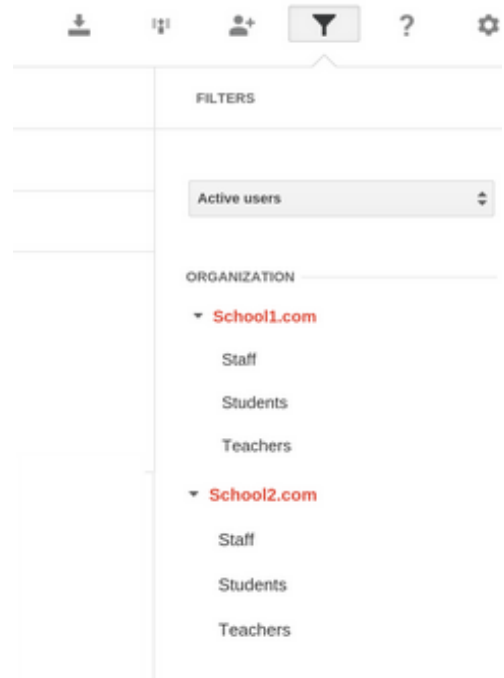 ?
FILTERS
Active users
ORGANIZATION
School1.com
Staff
Students
Teachers
School2.com
Staff
Students
Teachers